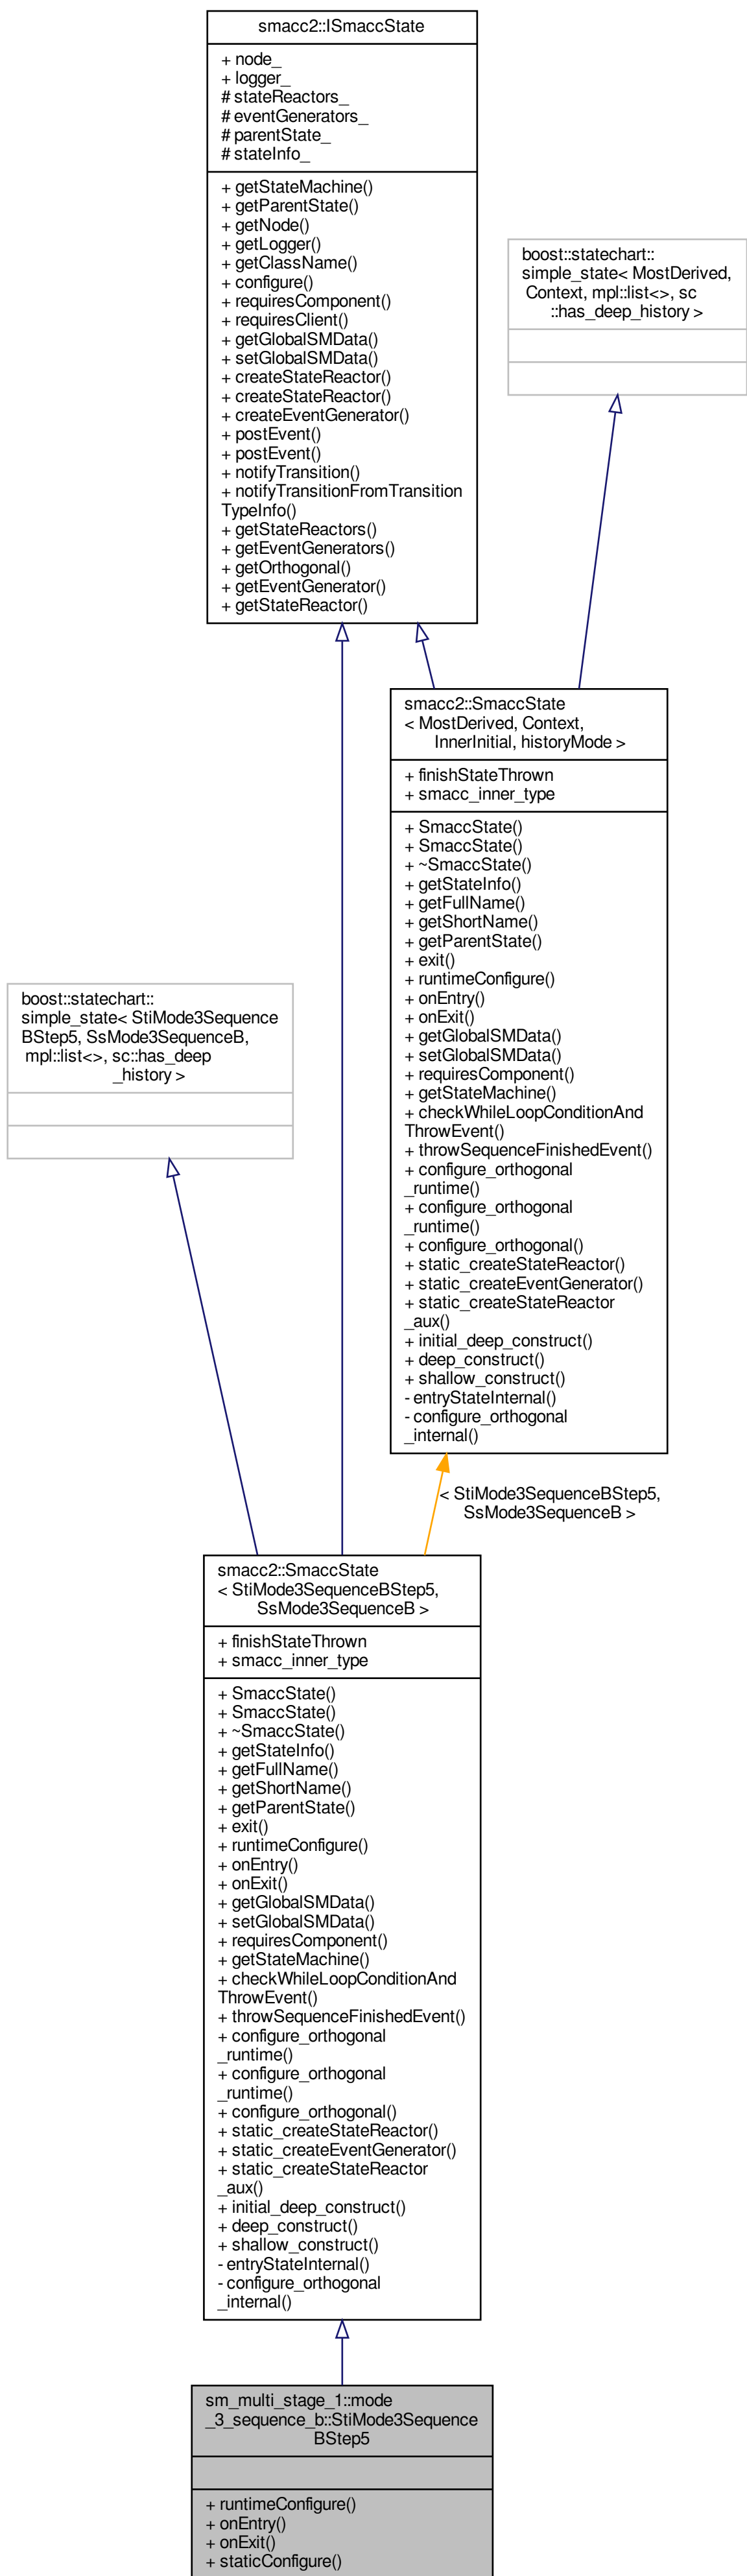 smacc2::ISmaccState
+ node_
+ logger_
# stateReactors_
# eventGenerators_
# parentState_
# stateInfo_
+ getStateMachine()
+ getParentState()
+ getNode()
+ getLogger()
+ getClassName()
+ configure()
+ requiresComponent()
+ requiresClient()
+ getGlobalSMData()
+ setGlobalSMData()
+ createStateReactor()
+ createStateReactor()
+ createEventGenerator()
+ postEvent()
+ postEvent()
+ notifyTransition()
+ notifyTransitionFromTransition
TypeInfo()
+ getStateReactors()
+ getEventGenerators()
+ getOrthogonal()
+ getEventGenerator()
+ getStateReactor()
boost::statechart::
simple_state< MostDerived,
Context, mpl::list<>, sc
::has_deep_history >
smacc2::SmaccState
< MostDerived, Context,
InnerInitial, historyMode >
+ finishStateThrown
+ smacc_inner_type
+ SmaccState()
+ SmaccState()
+ ~SmaccState()
+ getStateInfo()
+ getFullName()
+ getShortName()
+ getParentState()
+ exit()
+ runtimeConfigure()
+ onEntry()
+ onExit()
+ getGlobalSMData()
+ setGlobalSMData()
+ requiresComponent()
+ getStateMachine()
+ checkWhileLoopConditionAnd
ThrowEvent()
+ throwSequenceFinishedEvent()
+ configure_orthogonal
_runtime()
+ configure_orthogonal
_runtime()
+ configure_orthogonal()
+ static_createStateReactor()
+ static_createEventGenerator()
+ static_createStateReactor
_aux()
+ initial_deep_construct()
+ deep_construct()
+ shallow_construct()
- entryStateInternal()
- configure_orthogonal
_internal()
boost::statechart::
simple_state< StiMode3Sequence
BStep5, SsMode3SequenceB,
mpl::list<>, sc::has_deep
_history >
< StiMode3SequenceBStep5,
SsMode3SequenceB >
smacc2::SmaccState
< StiMode3SequenceBStep5,
SsMode3SequenceB >
+ finishStateThrown
+ smacc_inner_type
+ SmaccState()
+ SmaccState()
+ ~SmaccState()
+ getStateInfo()
+ getFullName()
+ getShortName()
+ getParentState()
+ exit()
+ runtimeConfigure()
+ onEntry()
+ onExit()
+ getGlobalSMData()
+ setGlobalSMData()
+ requiresComponent()
+ getStateMachine()
+ checkWhileLoopConditionAnd
ThrowEvent()
+ throwSequenceFinishedEvent()
+ configure_orthogonal
_runtime()
+ configure_orthogonal
_runtime()
+ configure_orthogonal()
+ static_createStateReactor()
+ static_createEventGenerator()
+ static_createStateReactor
_aux()
+ initial_deep_construct()
+ deep_construct()
+ shallow_construct()
- entryStateInternal()
- configure_orthogonal
_internal()
sm_multi_stage_1::mode
_3_sequence_b::StiMode3Sequence
BStep5
+ runtimeConfigure()
+ onEntry()
+ onExit()
+ staticConfigure()